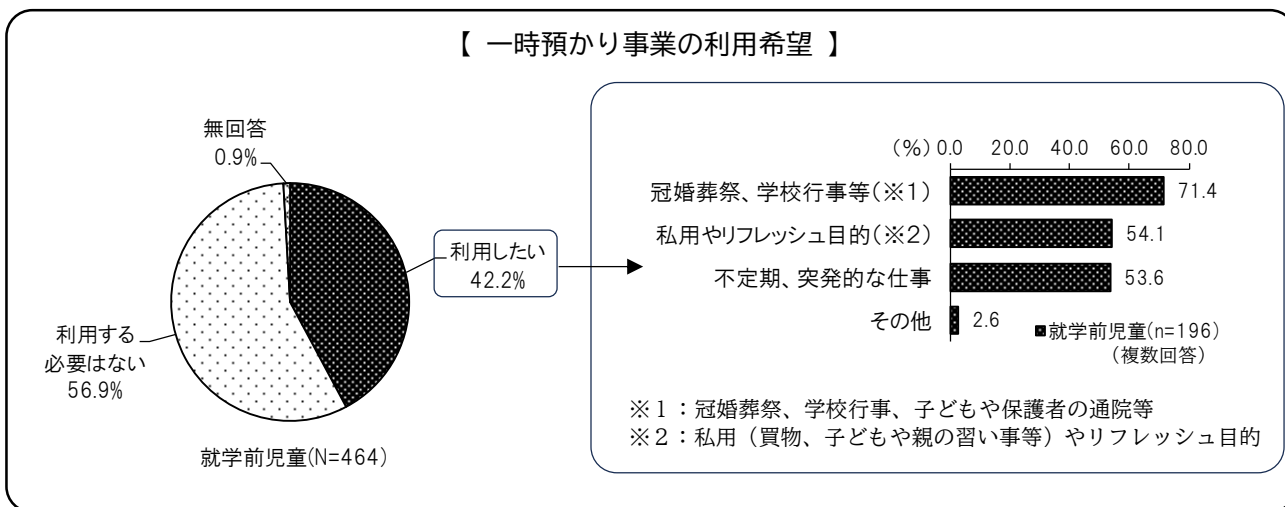 【 一時預かり事業の利用希望 】
無回答
0.9%
利用したい
42.2%
利用する
必要はない
56.9%
就学前児童(N=464)
(%) 0.0 20.0 40.0 60.0 80.0
冠婚葬祭、学校行事等(※1) 71.4
私用やリフレッシュ目的(※2) 54.1
不定期、突発的な仕事 53.6
その他 2.6
就学前児童(n=196)
(複数回答)
※1：冠婚葬祭、学校行事、子どもや保護者の通院等
※2：私用（買物、子どもや親の習い事等）やリフレッシュ目的